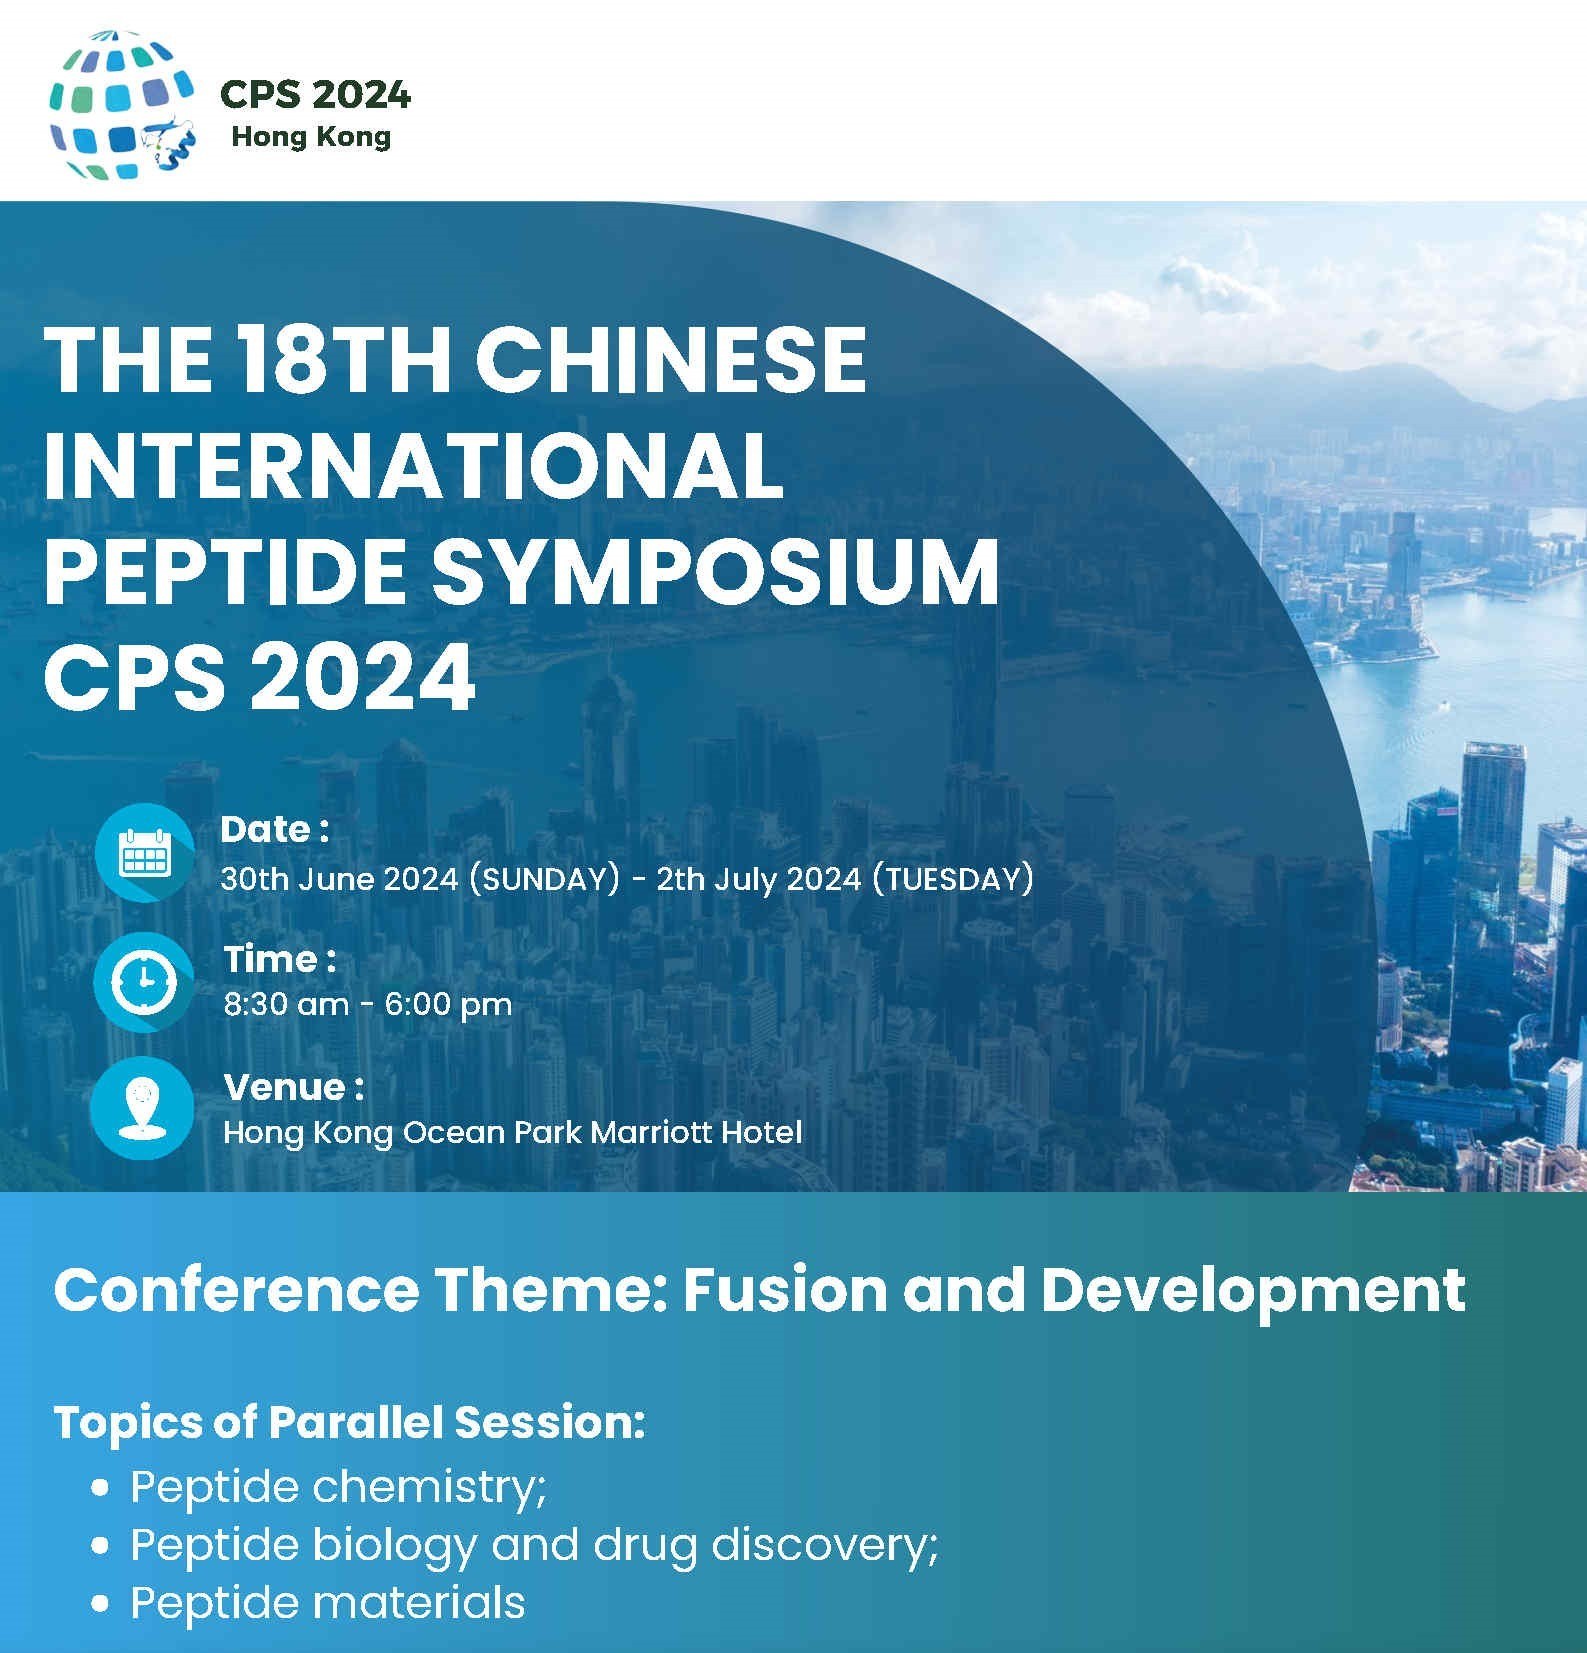 CPS 2024
Hong Kong
THE 18TH CHINESE
INTERNATIONAL
PEPTIDE SYMPOSIUM
CPS 2024
Date :
30th June 2024 (SUNDAY) - 2th July 2024 (TUESDAY)
Time :
8:30 am - 6:00 pm
Venue :
Hong Kong Ocean Park Marriott Hotel
Conference Theme: Fusion and Development
Topics of Parallel Session:
• Peptide chemistry;
• Peptide biology and drug discovery;
• Peptide materials